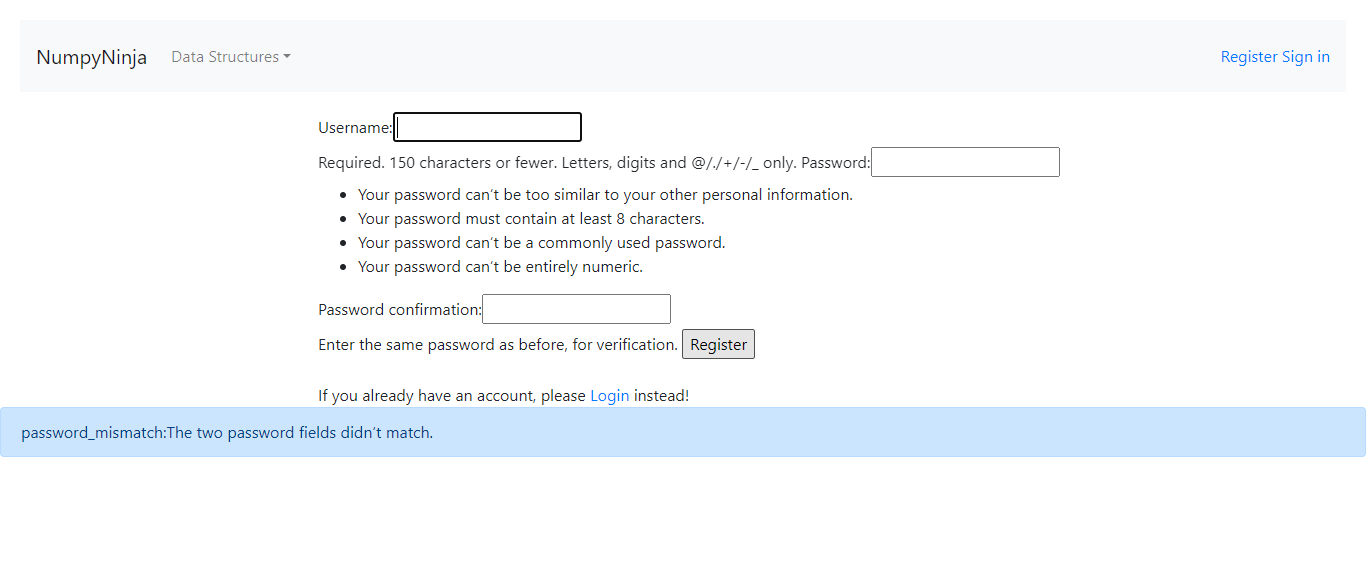 NumpyNinja Data Structures Register Sign in
Username:
Required. 150 characters or fewer. Letters, digits and @/./+/-/_ only. Password:
• Your password can’t be too similar to your other personal information.
• Your password must contain at least 8 characters.
• Your password can’t be a commonly used password.
• Your password can’t be entirely numeric.
Password confirmation:
Enter the same password as before, for verification. Register
If you already have an account, please Login instead!
password_mismatch:The two password fields didn’t match.